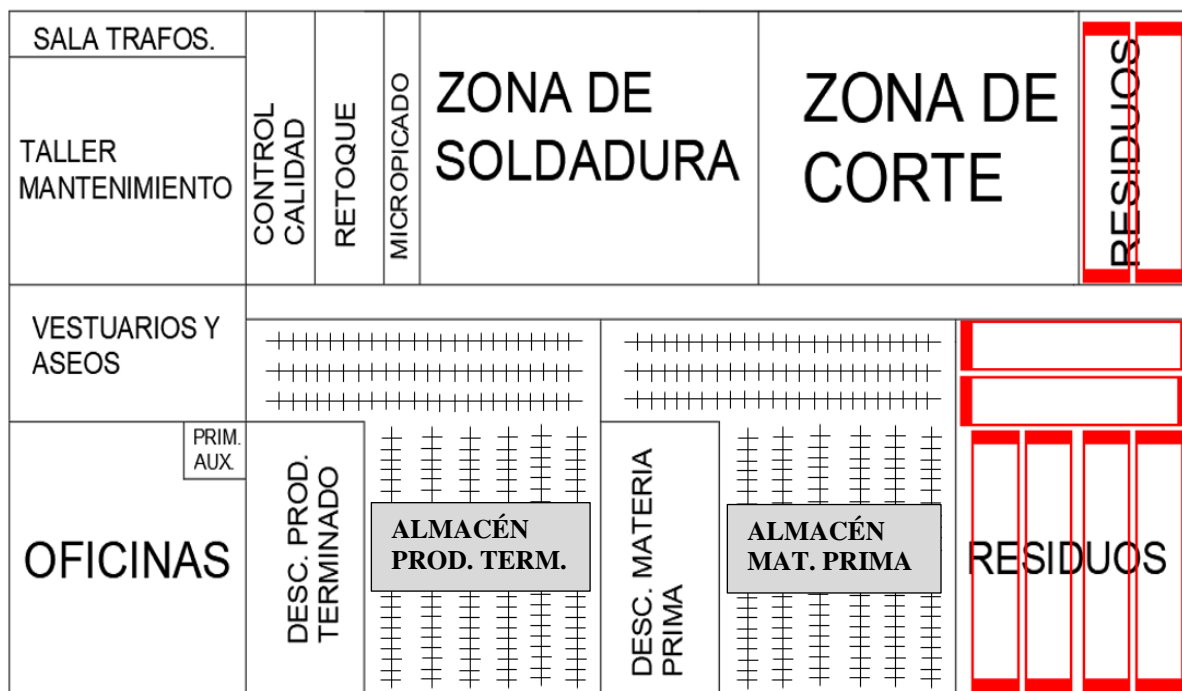 SALA TRAFOS.
TALLER
MANTENIMIENTO
CONTROL
CALIDAD
RETOQUE
MICROPICADO
ZONA DE
SOLDADURA
ZONA DE
CORTE
RESIDUOS
VESTUARIOS Y
ASEOS
PRIM.
AUX.
OFICINAS
DESC. PROD.
TERMINADO
ALMACÉN
PROD. TERM.
DESC. MATERIA
PRIMA
ALMACÉN
MAT. PRIMA
RESIDUOS